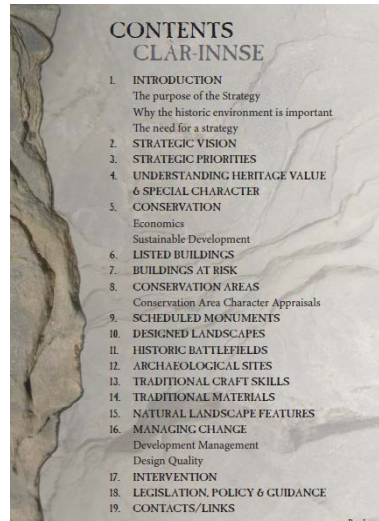 CONTENTS
CLÀR-INNSE
1. INTRODUCTION
The purpose of the Strategy
Why the historic environment is important
The need for a strategy
2. STRATEGIC VISION
3. STRATEGIC PRIORITIES
4. UNDERSTANDING HERITAGE VALUE
& SPECIAL CHARACTER
5. CONSERVATION
Economics
Sustainable Development
6. LISTED BUILDINGS
7. BUILDINGS AT RISK
8. CONSERVATION AREAS
Conservation Area Character Appraisals
9. SCHEDULED MONUMENTS
10. DESIGNED LANDSCAPES
11. HISTORIC BATTLEFIELDS
12. ARCHAEOLOGICAL SITES
13. TRADITIONAL CRAFT SKILLS
14. TRADITIONAL MATERIALS
15. NATURAL LANDSCAPE FEATURES
16. MANAGING CHANGE
Development Management
Design Quality
17. INTERVENTION
18. LEGISLATION, POLICY & GUIDANCE
19. CONTACTS/LINKS